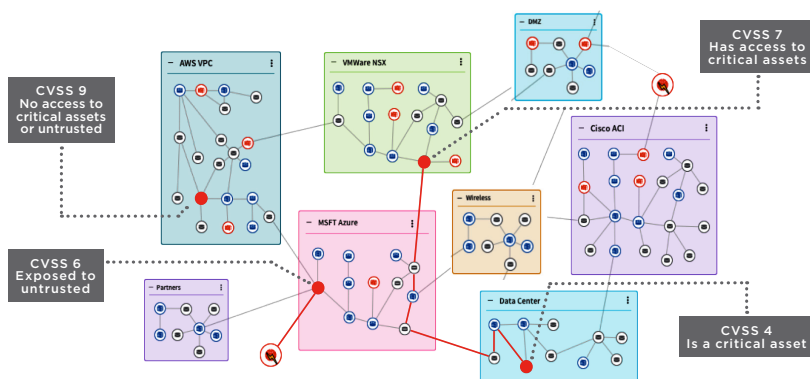 DMZ
CVSS 7
Has access to
critical assets
AWS VPC
VMWare NSX
CVSS 9
No access to
critical assets
or untrusted
Cisco ACI
Wireless
MSFT Azure
CVSS 6
Exposed to
untrusted
Partners
Data Center
CVSS 4
Is a critical asset